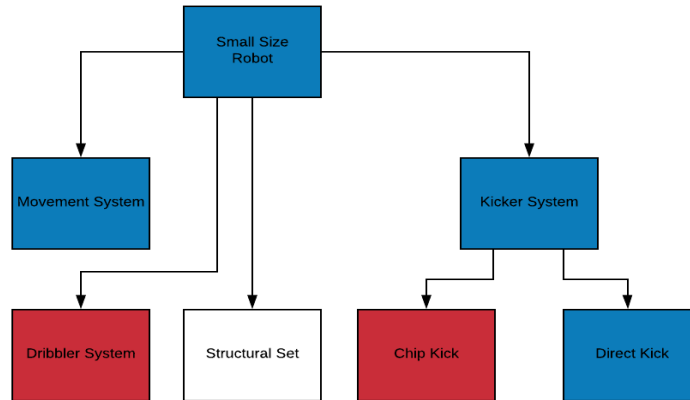 Small Size
Robot
Movement System
Kicker System
Dribbler System
Structural Set
Chip Kick
Direct Kick